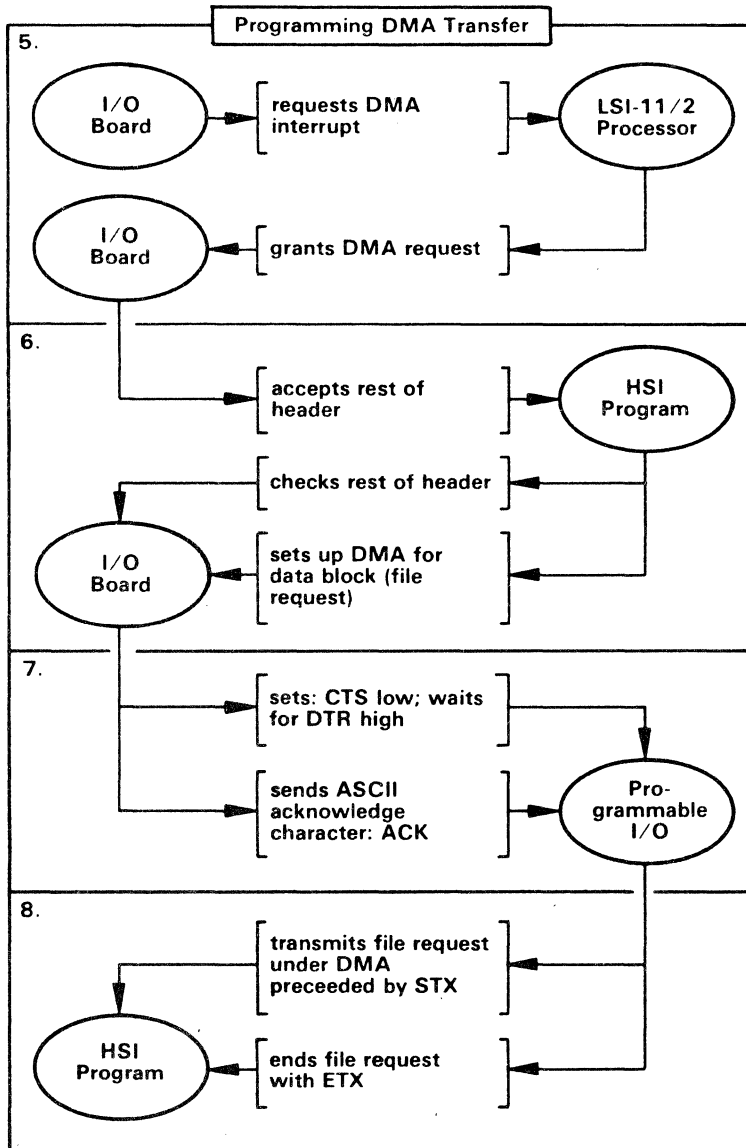 Programming DMA Transfer
5.
I/O
Board
requests DMA
interrupt
LSI-11/2
Processor
I/O
Board
grants DMA request
6.
accepts rest of
header
HSI
Program
checks rest of header
I/O
Board
sets up DMA for
data block (file
request)
7.
sets: CTS low; waits
for DTR high
sends ASCII
acknowledge
character: ACK
Pro-
grammable
I/O
8.
transmits file request
under DMA
preceeded by STX
HSI
Program
ends file request
with ETX